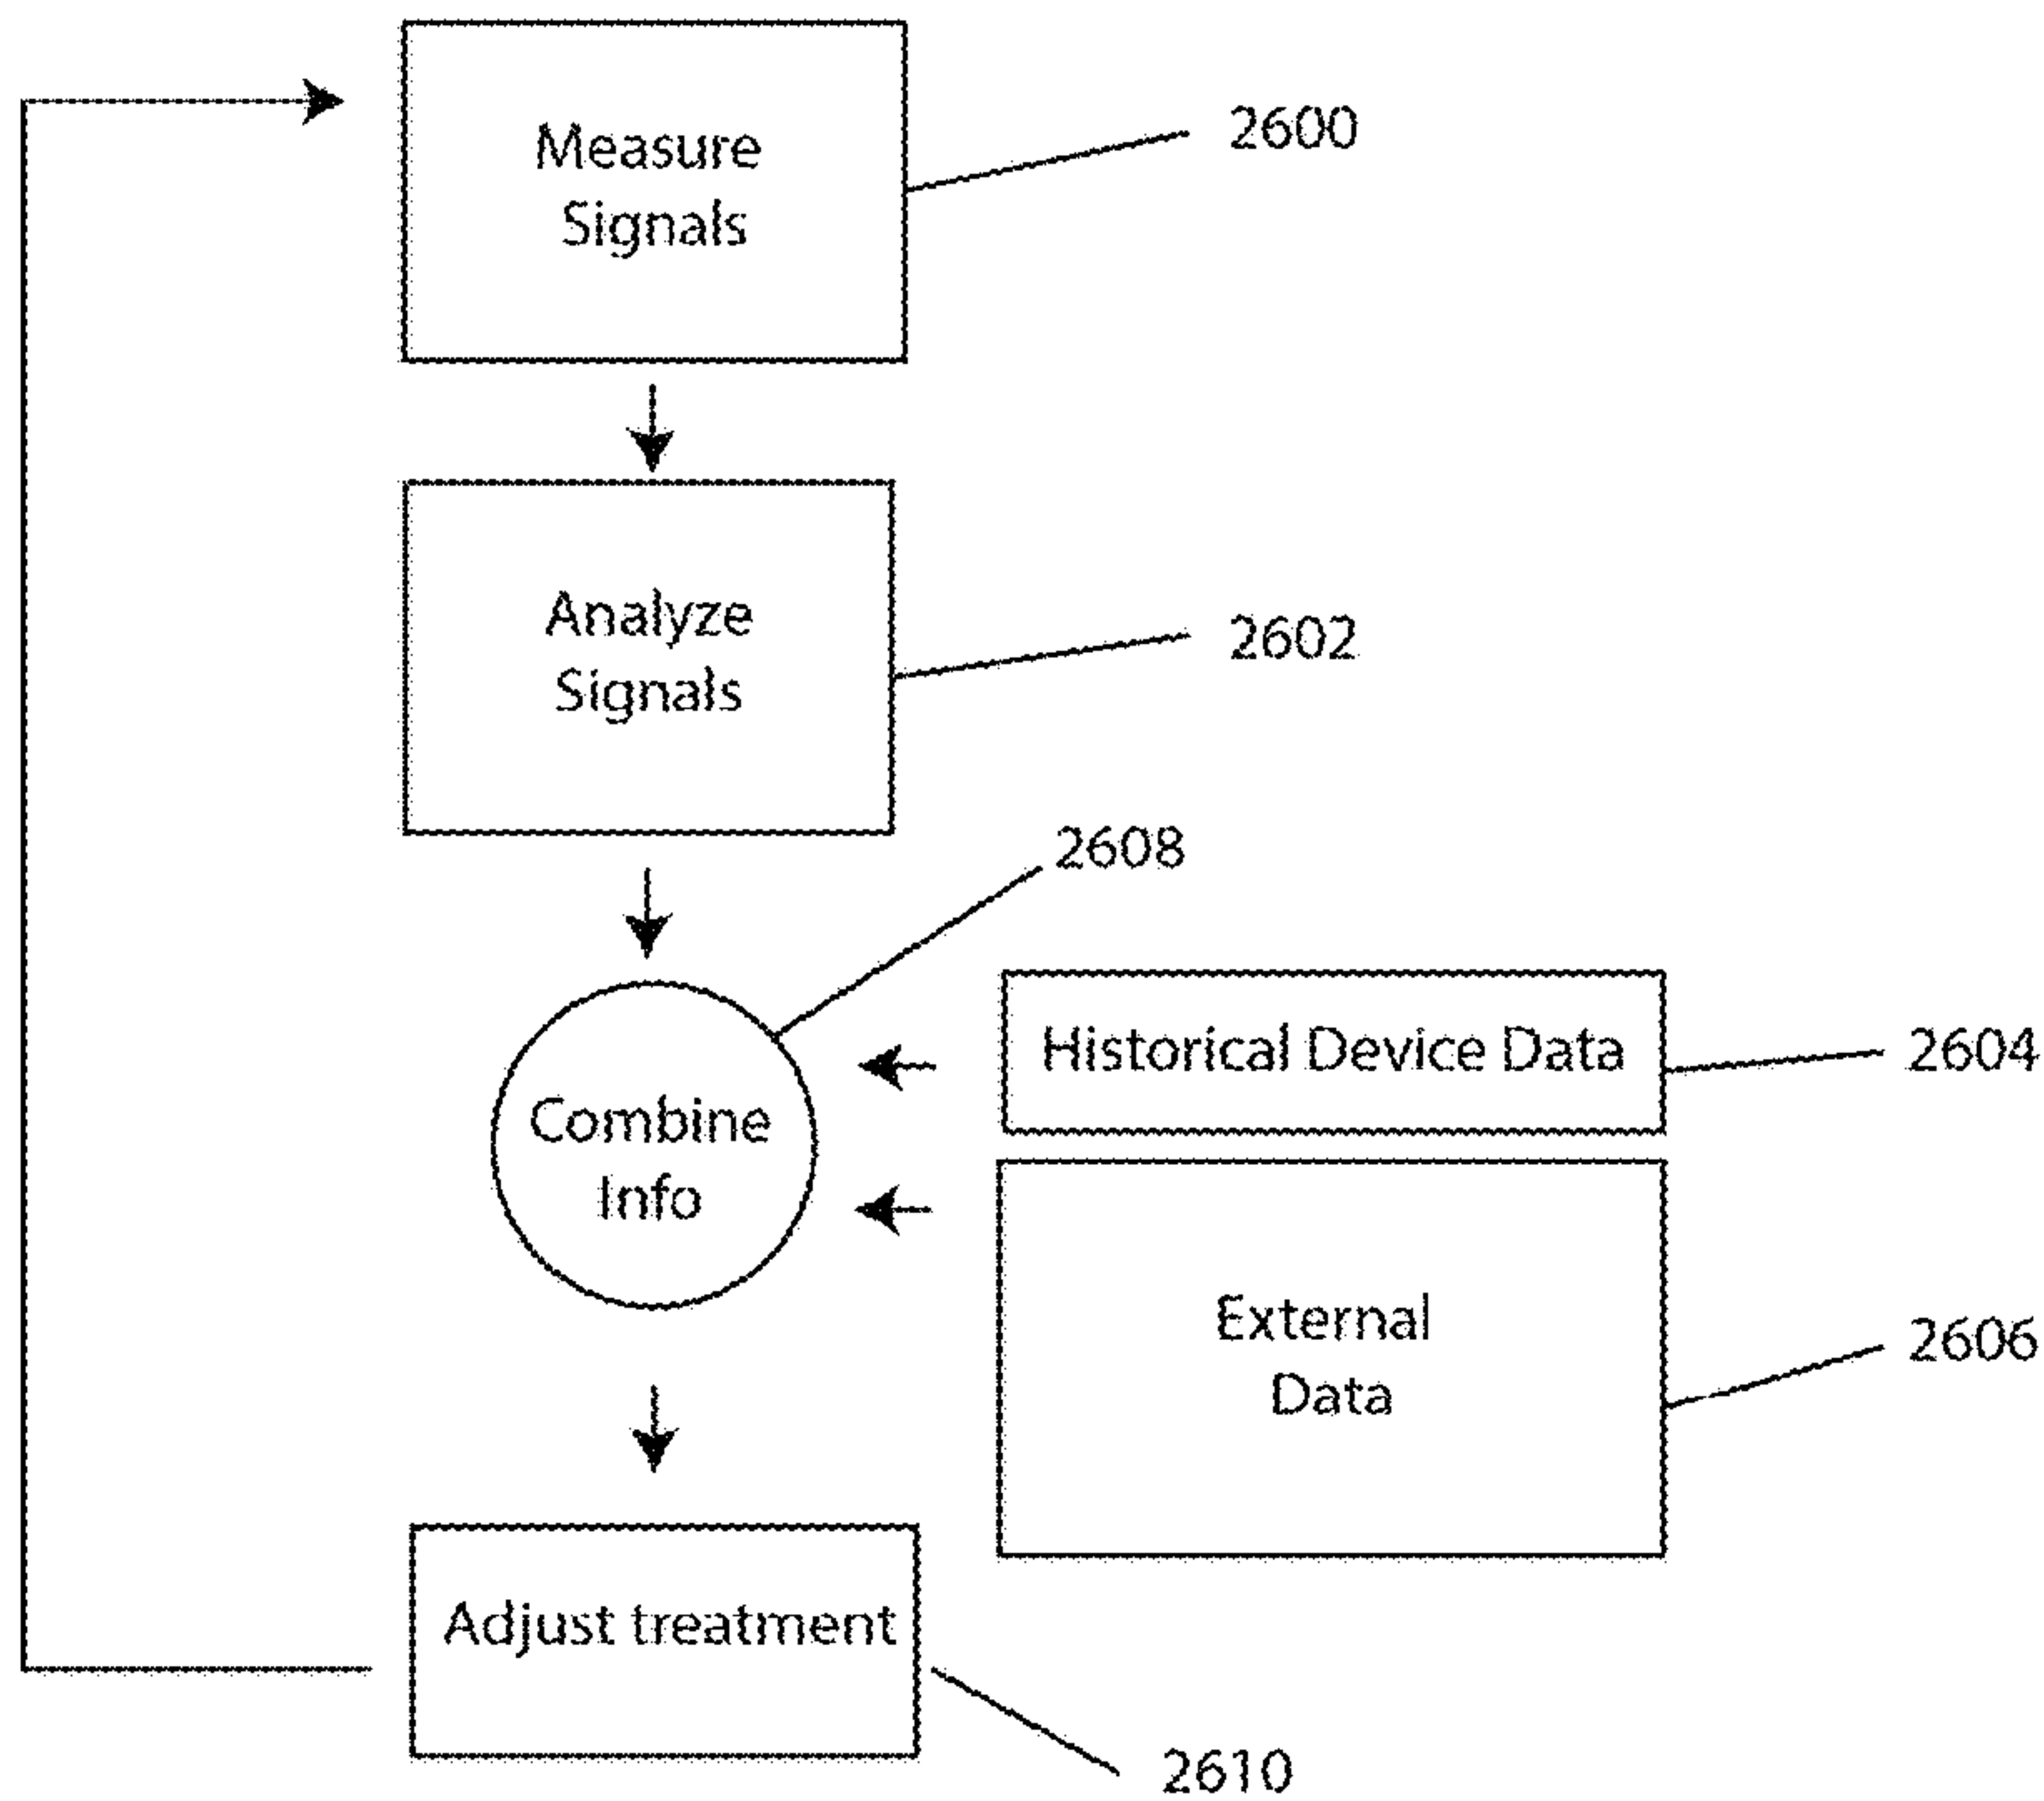 Measure
Signals
2600
Analyze
Signals
2602
2608
Combine
Info
Historical Device Data
2604
External
Data
2606
Adjust treatment
2610